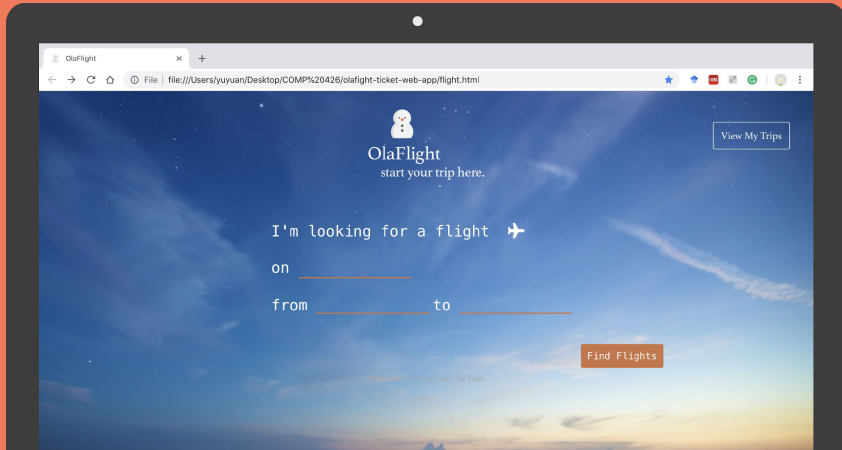 OlaFlight
File | file:///Users/yuyuan/Desktop/COMP%20426/olafight-ticket-web-app/flight.html
OlaFlight
start your trip here.
View My Trips
I'm looking for a flight
on
from to
Find Flights